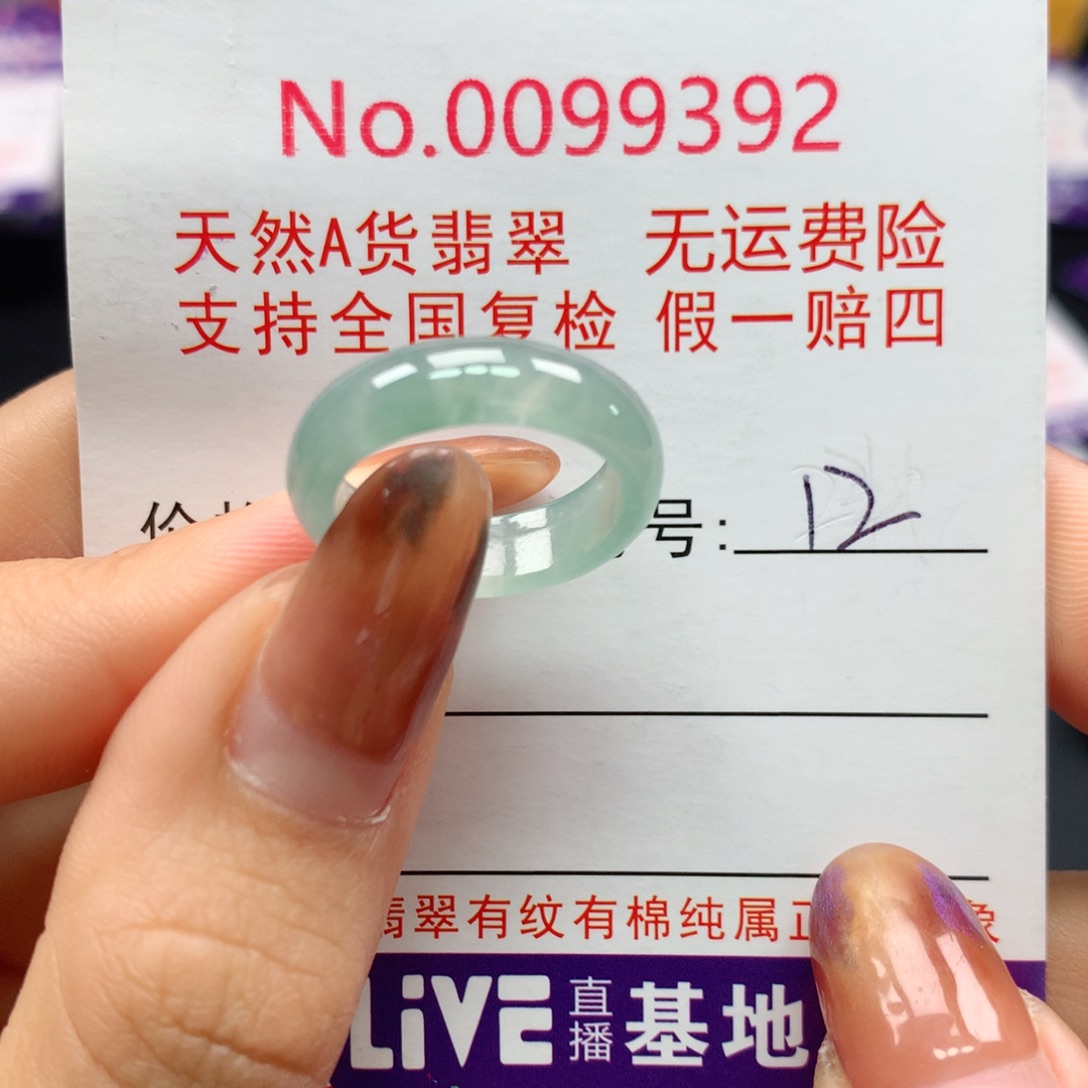 No.0099392
天然A货翡翠 无运费险
支持全国复检 假一赔四
号: 12
翡翠有纹有棉纯属正
LiVE 直播 基地